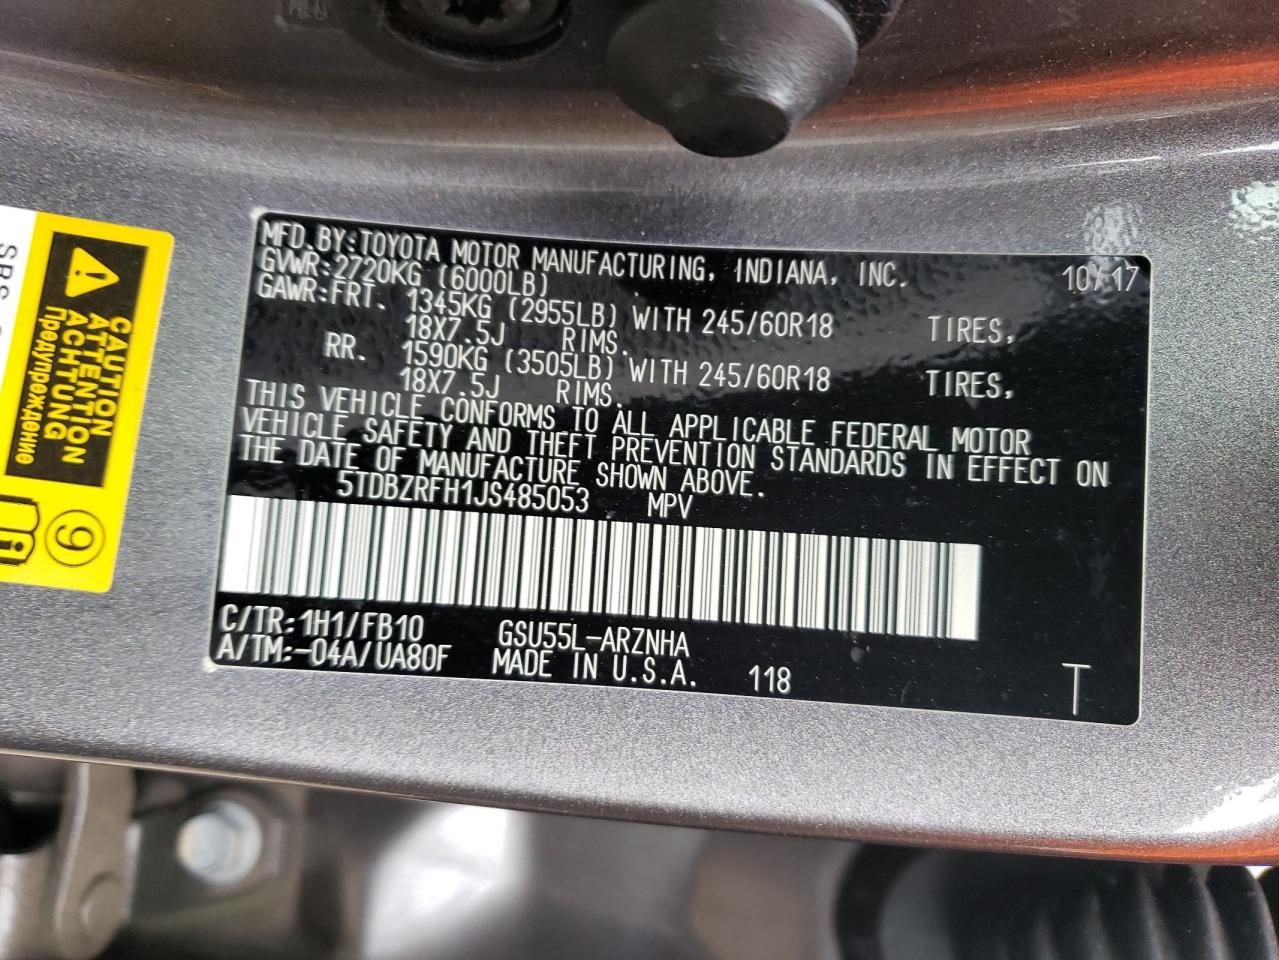 MFD.BY:TOYOTA MOTOR MANUFACTURING, INDIANA, INC. 10/17
GVWR:2720KG (6000LB)
GAWR:FRT. 1345KG (2955LB) WITH 245/60R18 TIRES,
18X7.5J RIMS.
RR. 1590KG (3505LB) WITH 245/60R18 TIRES,
18X7.5J RIMS.
THIS VEHICLE CONFORMS TO ALL APPLICABLE FEDERAL MOTOR
VEHICLE SAFETY AND THEFT PREVENTION STANDARDS IN EFFECT ON
THE DATE OF MANUFACTURE SHOWN ABOVE.
5TDBZRFH1JS485053 MPV
C/TR:1H1/FB10 GSU55L-ARZNHA
A/TM:-04A/UA80F MADE IN U.S.A. 118 T
CAUTION
ATTENTION
ACHTUNG
Предупреждение
9
SRS